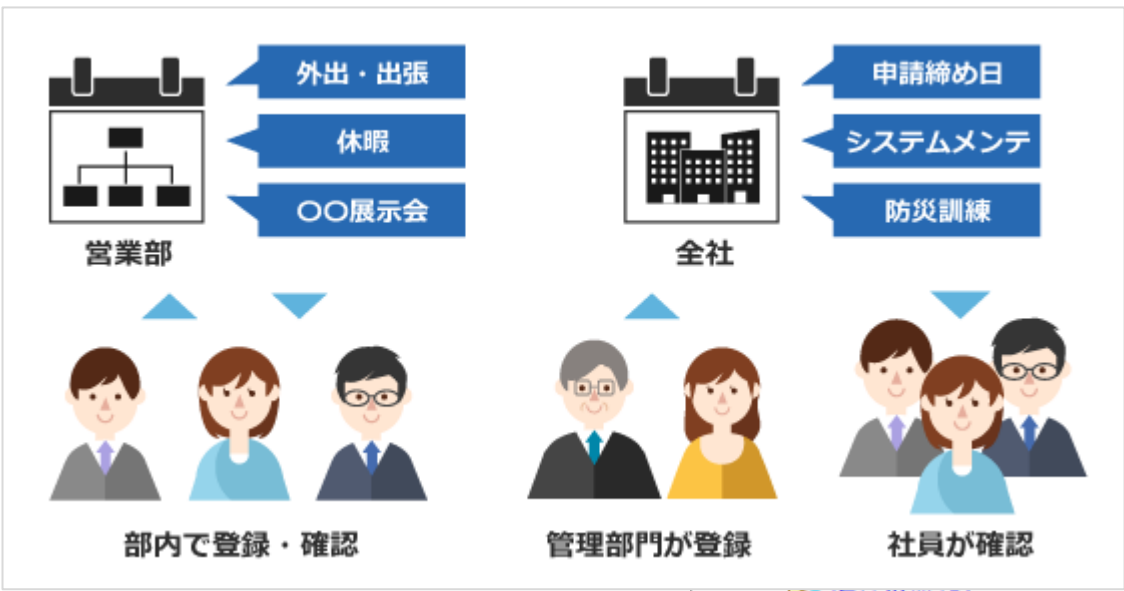 外出・出張
休暇
〇〇展示会
営業部
申請締め日
システムメンテ
防災訓練
全社
部内で登録・確認
管理部門が登録
社員が確認